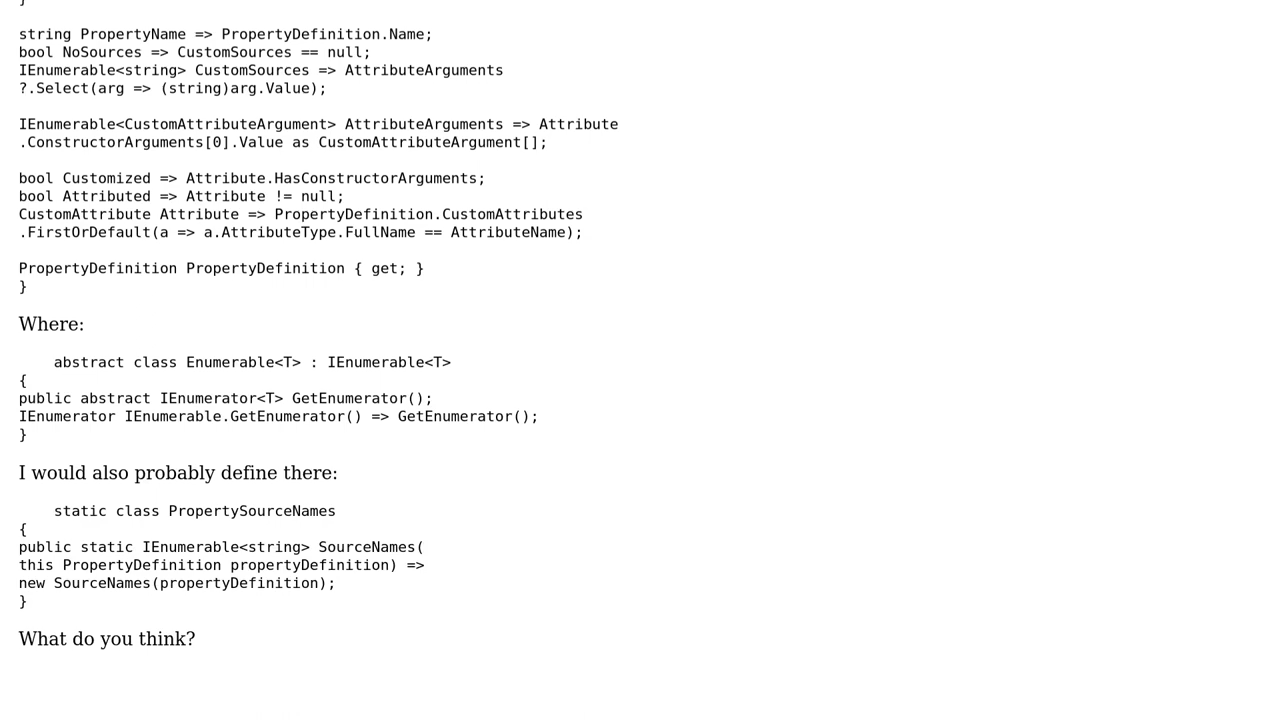 }
string PropertyName => PropertyDefinition.Name;
bool NoSources => CustomSources == null;
IEnumerable<string> CustomSources => AttributeArguments
?.Select(arg => (string)arg.Value);
IEnumerable<CustomAttributeArgument> AttributeArguments => Attribute
.ConstructorArguments[0].Value as CustomAttributeArgument[];
bool Customized => Attribute.HasConstructorArguments;
bool Attributed => Attribute != null;
CustomAttribute Attribute => PropertyDefinition.CustomAttributes
.FirstOrDefault(a => a.AttributeType.FullName == AttributeName);
PropertyDefinition PropertyDefinition { get; }
}
Where:
abstract class Enumerable<T> : IEnumerable<T>
{
public abstract IEnumerator<T> GetEnumerator();
IEnumerator IEnumerable.GetEnumerator() => GetEnumerator();
}
I would also probably define there:
static class PropertySourceNames
{
public static IEnumerable<string> SourceNames(
this PropertyDefinition propertyDefinition) =>
new SourceNames(propertyDefinition);
}
What do you think?